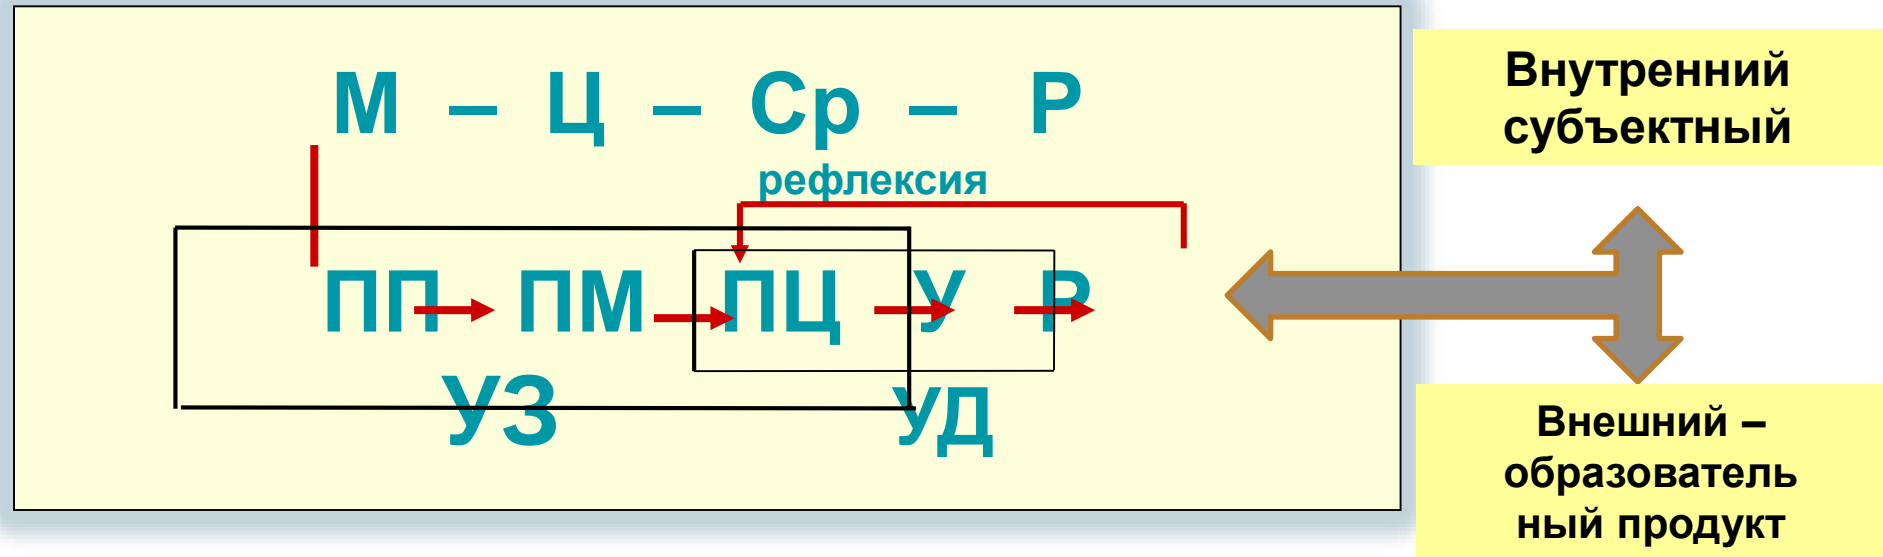 М – Ц – Ср – Р
рефлексия
ПП ПМ ПЦ У Р
УЗ УД
Внутренний
субъектный
Внешний –
образователь
ный продукт